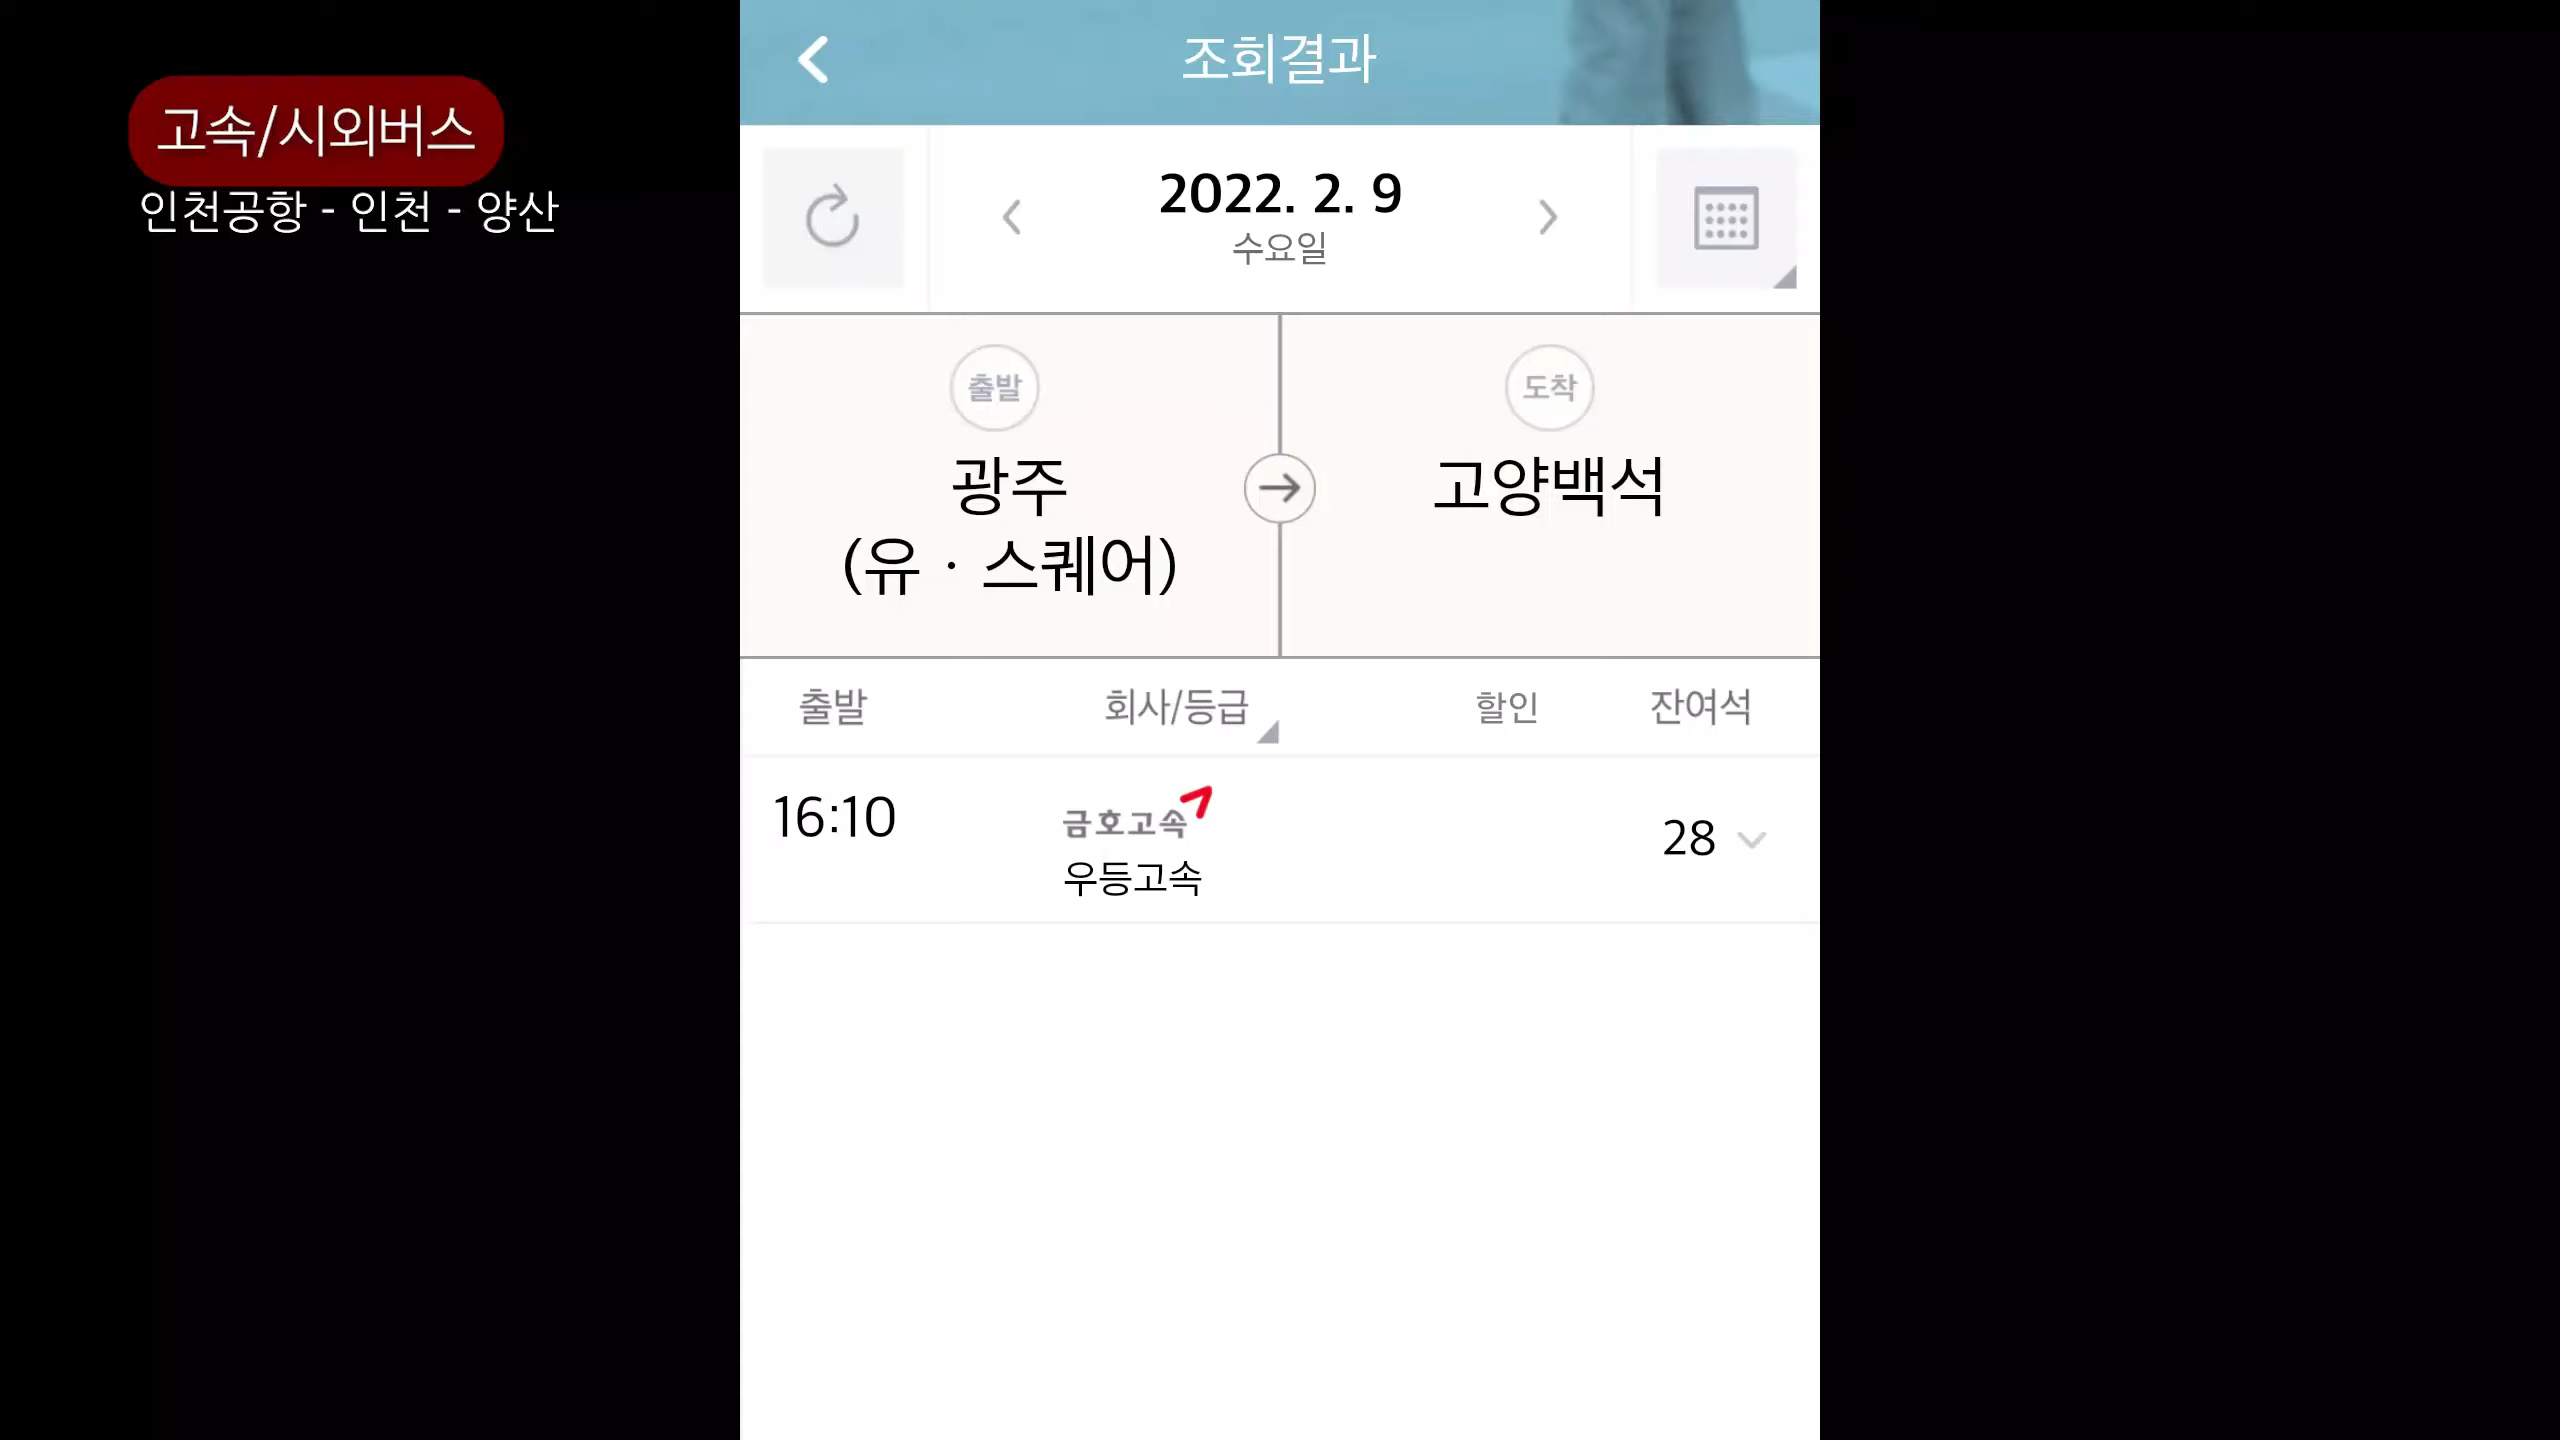 고속/시외버스
인천공항 - 인천 - 양산
조회결과
2022. 2. 9
수요일
출발
광주
(유 · 스퀘어)
도착
고양백석
출발 회사/등급 할인 잔여석
16:10 금호고속 28
우등고속